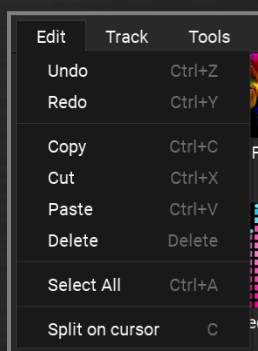 Edit Track Tools
Undo Ctrl+Z
Redo Ctrl+Y
Copy Ctrl+C
Cut Ctrl+X
Paste Ctrl+V
Delete Delete
Select All Ctrl+A
Split on cursor C